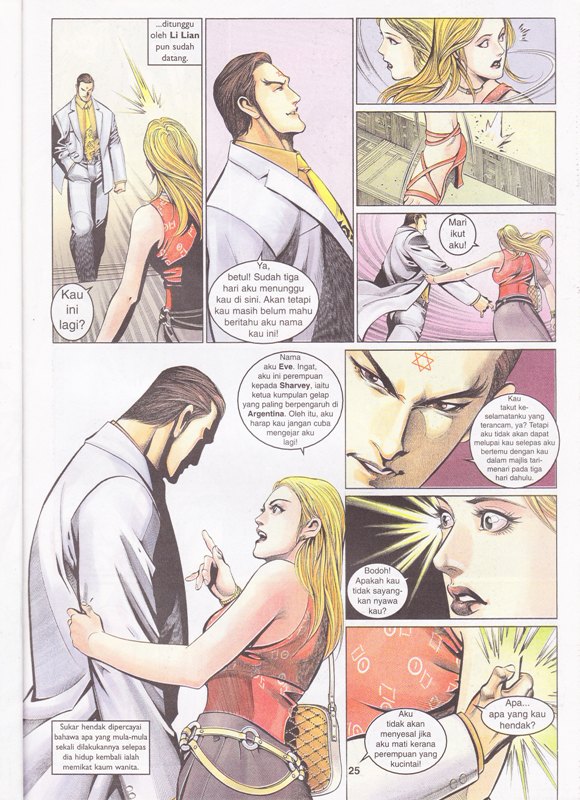 ...ditunggu
oleh Li Lian
pun sudah
datang.
Kau
ini
lagi?
Ya,
betul! Sudah tiga
hari aku menunggu
kau di sini. Akan tetapi
kau masih belum mahu
beritahu aku nama
kau ini!
Mari
ikut
aku!
Nama
aku Eve. Ingat,
aku ini perempuan
kepada Sharvey, iaitu
ketua kumpulan gelap
yang paling berpengaruh di
Argentina. Oleh itu, aku
harap kau jangan cuba
mengejar aku
lagi!
Kau
takut ke-
selamatanku yang
terancam, ya? Tetapi
aku tidak akan dapat
melupai kau selepas aku
bertemu dengan kau
dalam majlis tari-
menari pada tiga
hari dahulu.
Bodoh!
Apakah kau
tidak sayang-
kan nyawa
kau?
Apa...
apa yang kau
hendak?
Aku
tidak akan
menyesal jika
aku mati kerana
perempuan yang
kucintai!
Sukar hendak dipercayai
bahawa apa yang mula-mula
sekali dilakukannya selepas
dia hidup kembali ialah
memikat kaum wanita.
25